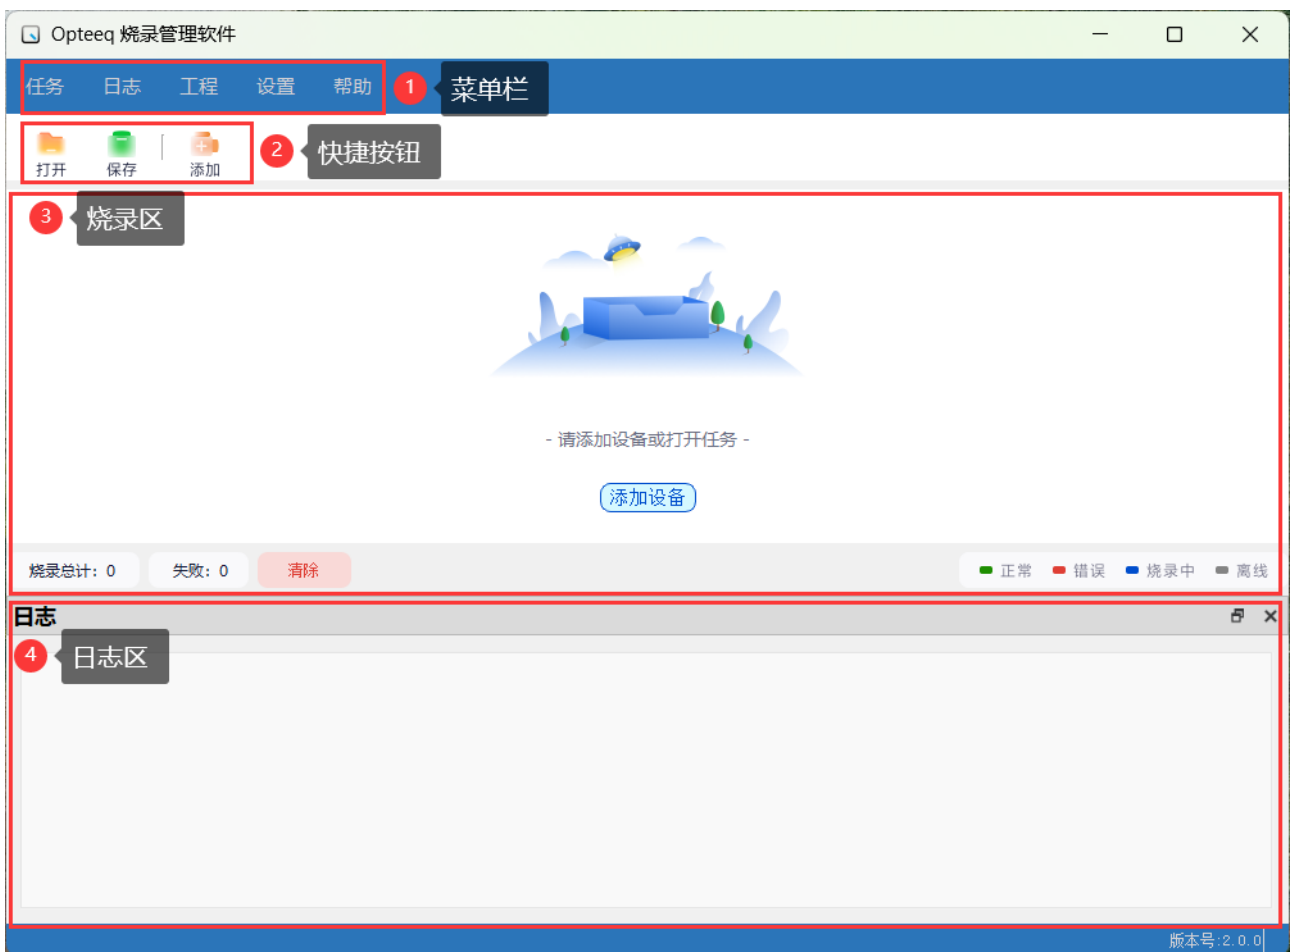 Opteeq 烧录管理软件
任务 日志 工程 设置 帮助 1 菜单栏
打开 保存 添加 2 快捷按钮
3 烧录区
- 请添加设备或打开任务 -
添加设备
烧录总计: 0 失败: 0 清除 正常 错误 烧录中 离线
日志
4 日志区
版本号:2.0.0